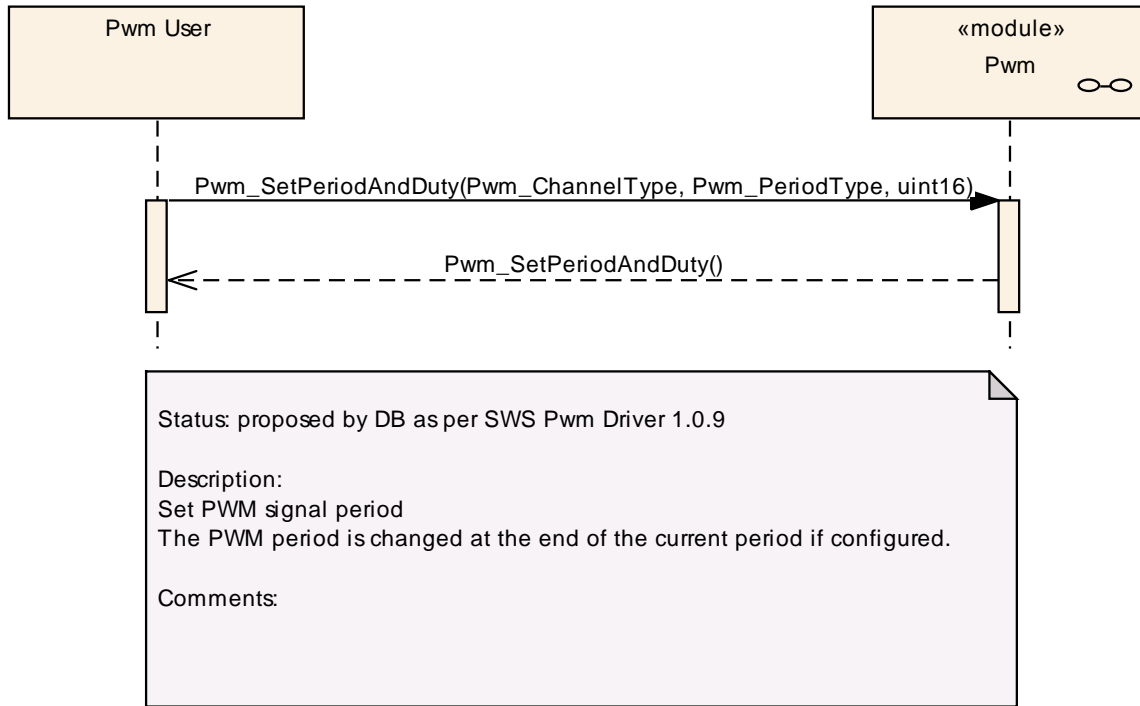 Pwm User
«module»
Pwm
Pwm_SetPeriodAndDuty(Pwm_ChannelType, Pwm_PeriodType, uint16)
Pwm_SetPeriodAndDuty()
Status: proposed by DB as per SWS Pwm Driver 1.0.9
Description:
Set PWM signal period
The PWM period is changed at the end of the current period if configured.
Comments: